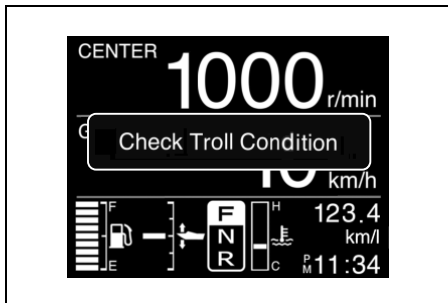 CENTER
1000
r/min
G
Check Troll Condition
km/h
F
E
F
N
R
H
C
123.4
km/l
PM 11:34